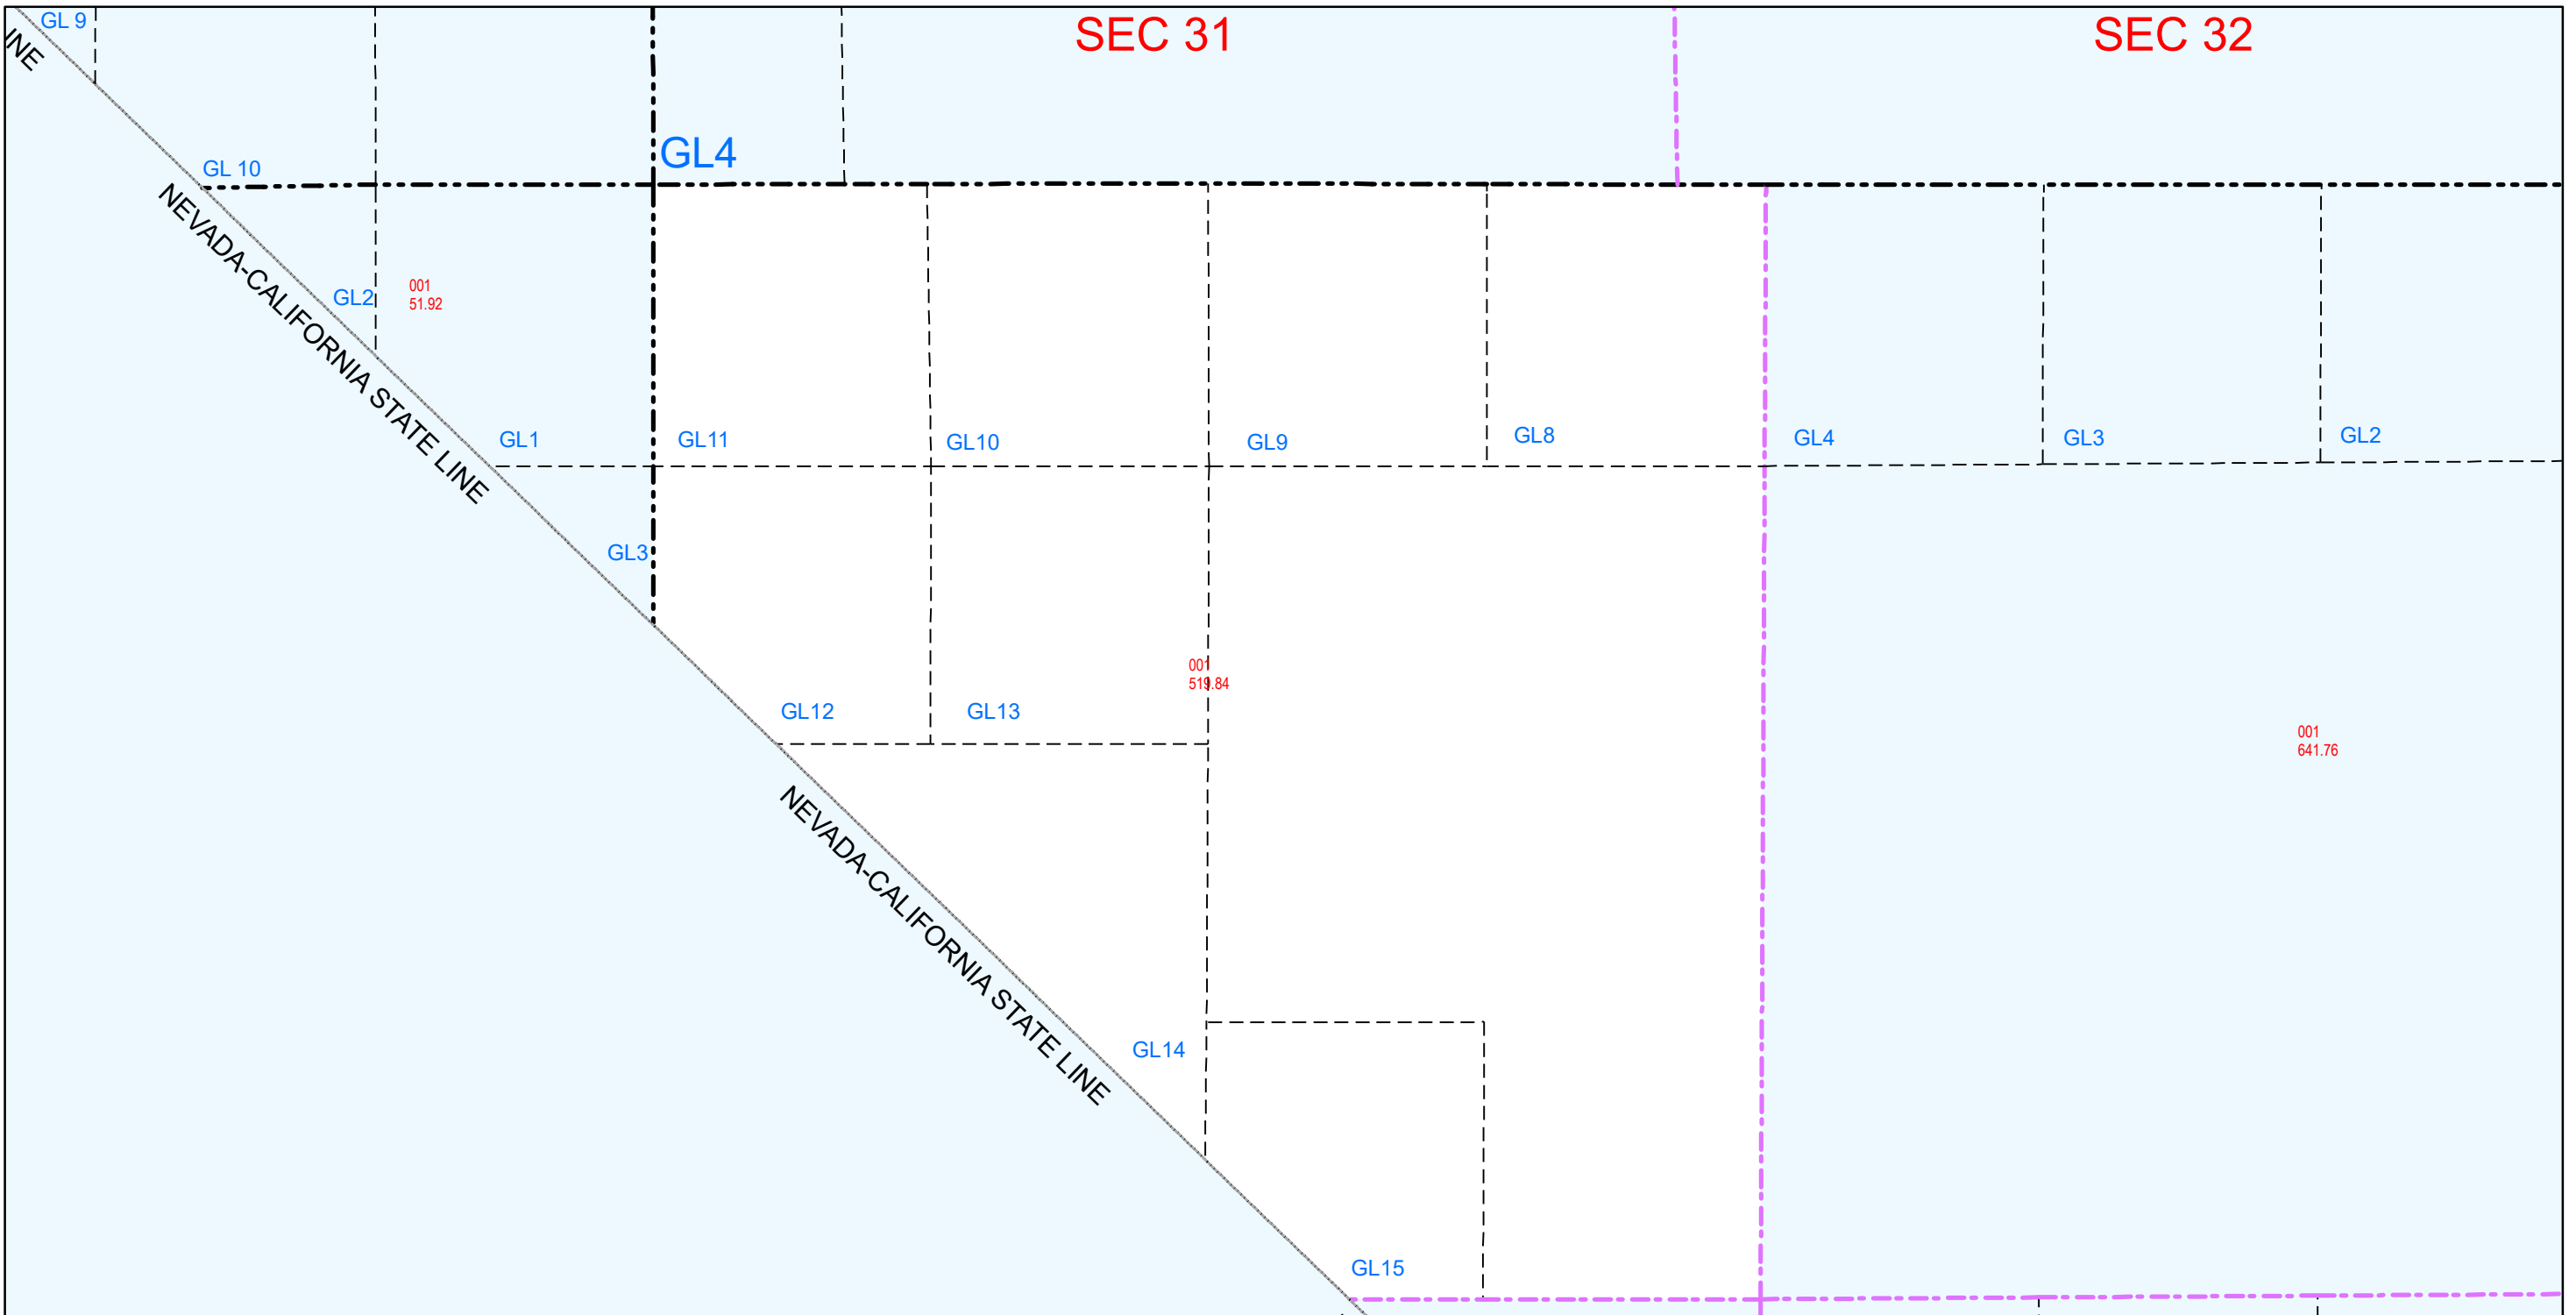 GL 9
SEC 31
SEC 32
INE
GL4
GL 10
NEVADA-CALIFORNIA STATE LINE
GL2
001
51.92
GL1
GL11
GL10
GL9
GL8
GL4
GL3
GL2
GL3
001
519.84
GL12
GL13
001
641.76
NEVADA-CALIFORNIA STATE LINE
GL14
GL15